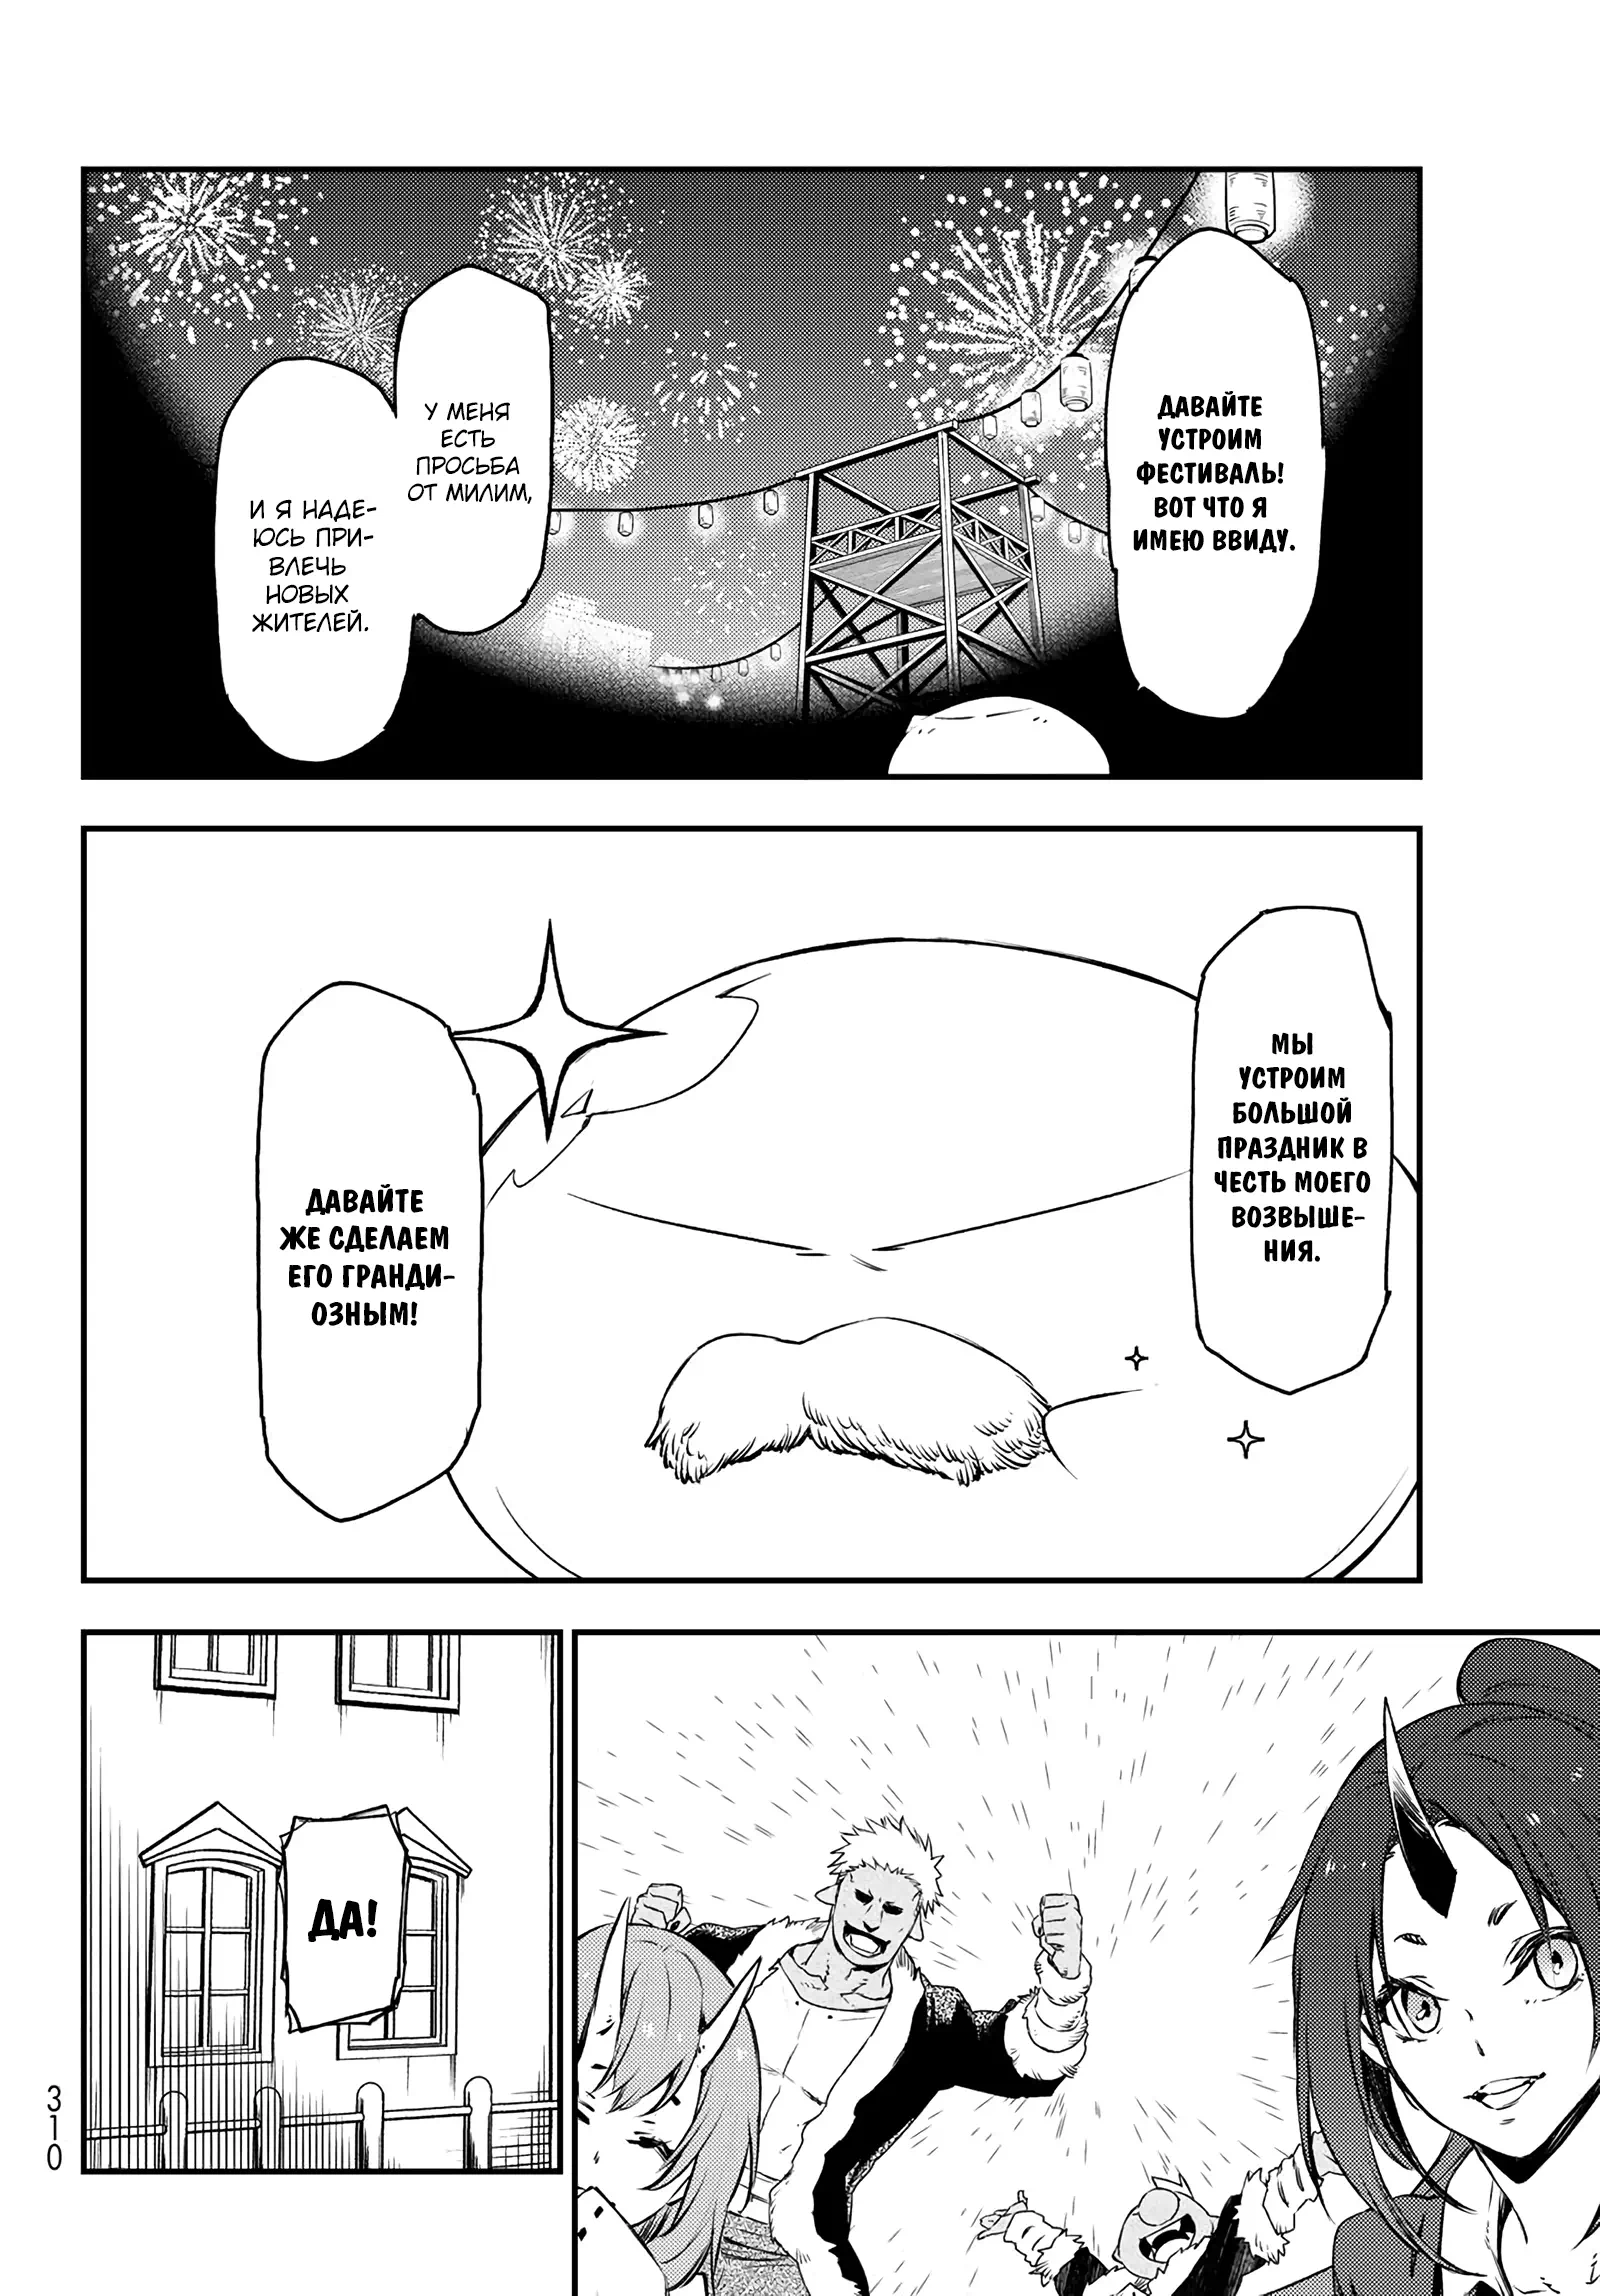 ДАВАЙТЕ
УСТРОИМ
ФЕСТИВАЛЬ!
ВОТ ЧТО Я
ИМЕЮ ВВИДУ.
У МЕНЯ
ЕСТЬ
ПРОСЬБА
ОТ МИЛИМ,
И Я НАДЕ-
ЮСЬ ПРИ-
ВЛЕЧЬ
НОВЫХ
ЖИТЕЛЕЙ.
МЫ
УСТРОИМ
БОЛЬШОЙ
ПРАЗДНИК В
ЧЕСТЬ МОЕГО
ВОЗВЫШЕ-
НИЯ.
ДАВАЙТЕ
ЖЕ СДЕЛАЕМ
ЕГО ГРАНДИ-
ОЗНЫМ!
ДА!
310